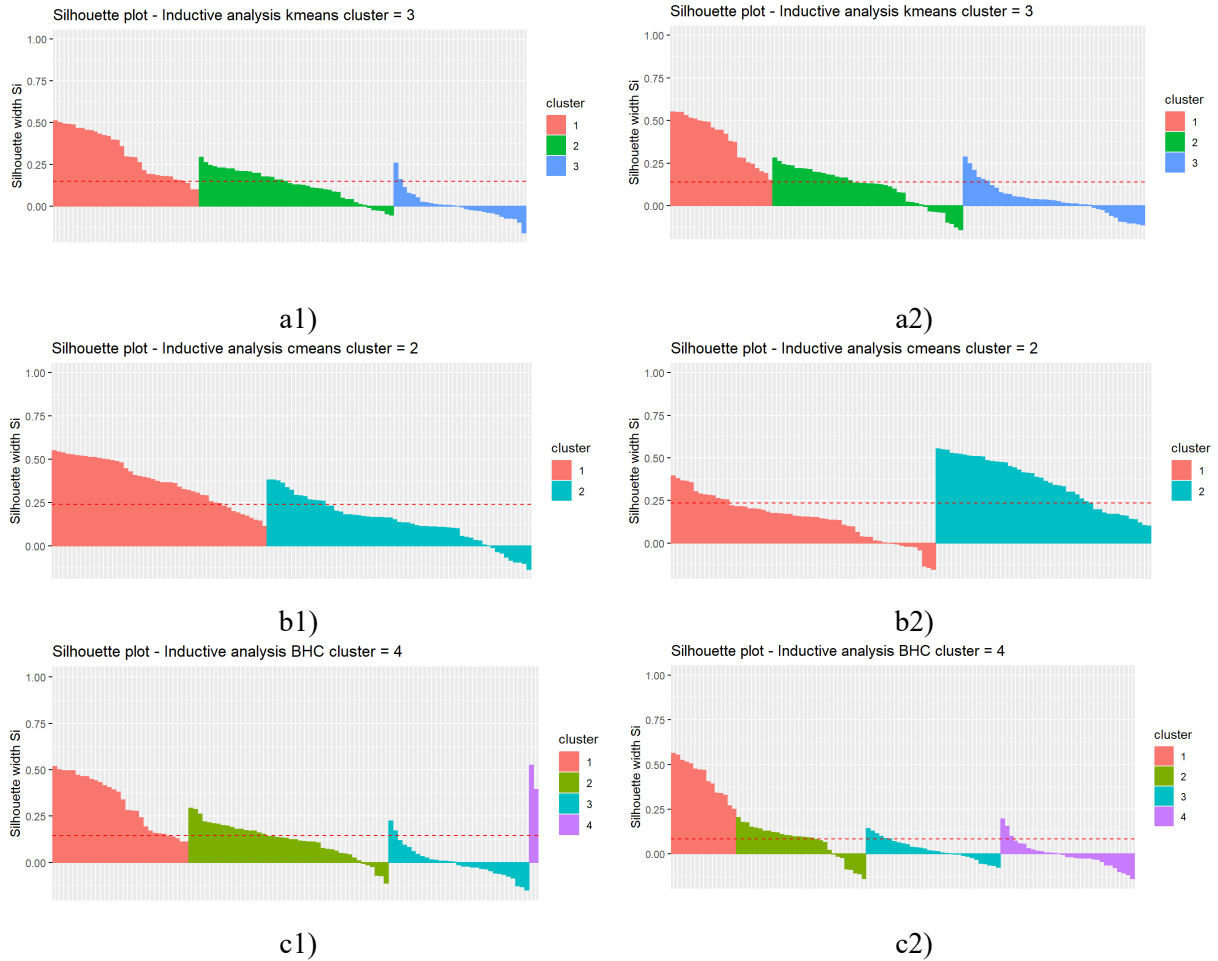 Silhouette plot - Inductive analysis kmeans cluster = 3
Silhouette width Si
1.00
0.75
0.50
0.25
0.00
cluster
1
2
3
a1)
Silhouette plot - Inductive analysis kmeans cluster = 3
Silhouette width Si
1.00
0.75
0.50
0.25
0.00
cluster
1
2
3
a2)
Silhouette plot - Inductive analysis cmeans cluster = 2
Silhouette width Si
1.00
0.75
0.50
0.25
0.00
cluster
1
2
b1)
Silhouette plot - Inductive analysis cmeans cluster = 2
Silhouette width Si
1.00
0.75
0.50
0.25
0.00
cluster
1
2
b2)
Silhouette plot - Inductive analysis BHC cluster = 4
Silhouette width Si
1.00
0.75
0.50
0.25
0.00
cluster
1
2
3
4
c1)
Silhouette plot - Inductive analysis BHC cluster = 4
Silhouette width Si
1.00
0.75
0.50
0.25
0.00
cluster
1
2
3
4
c2)